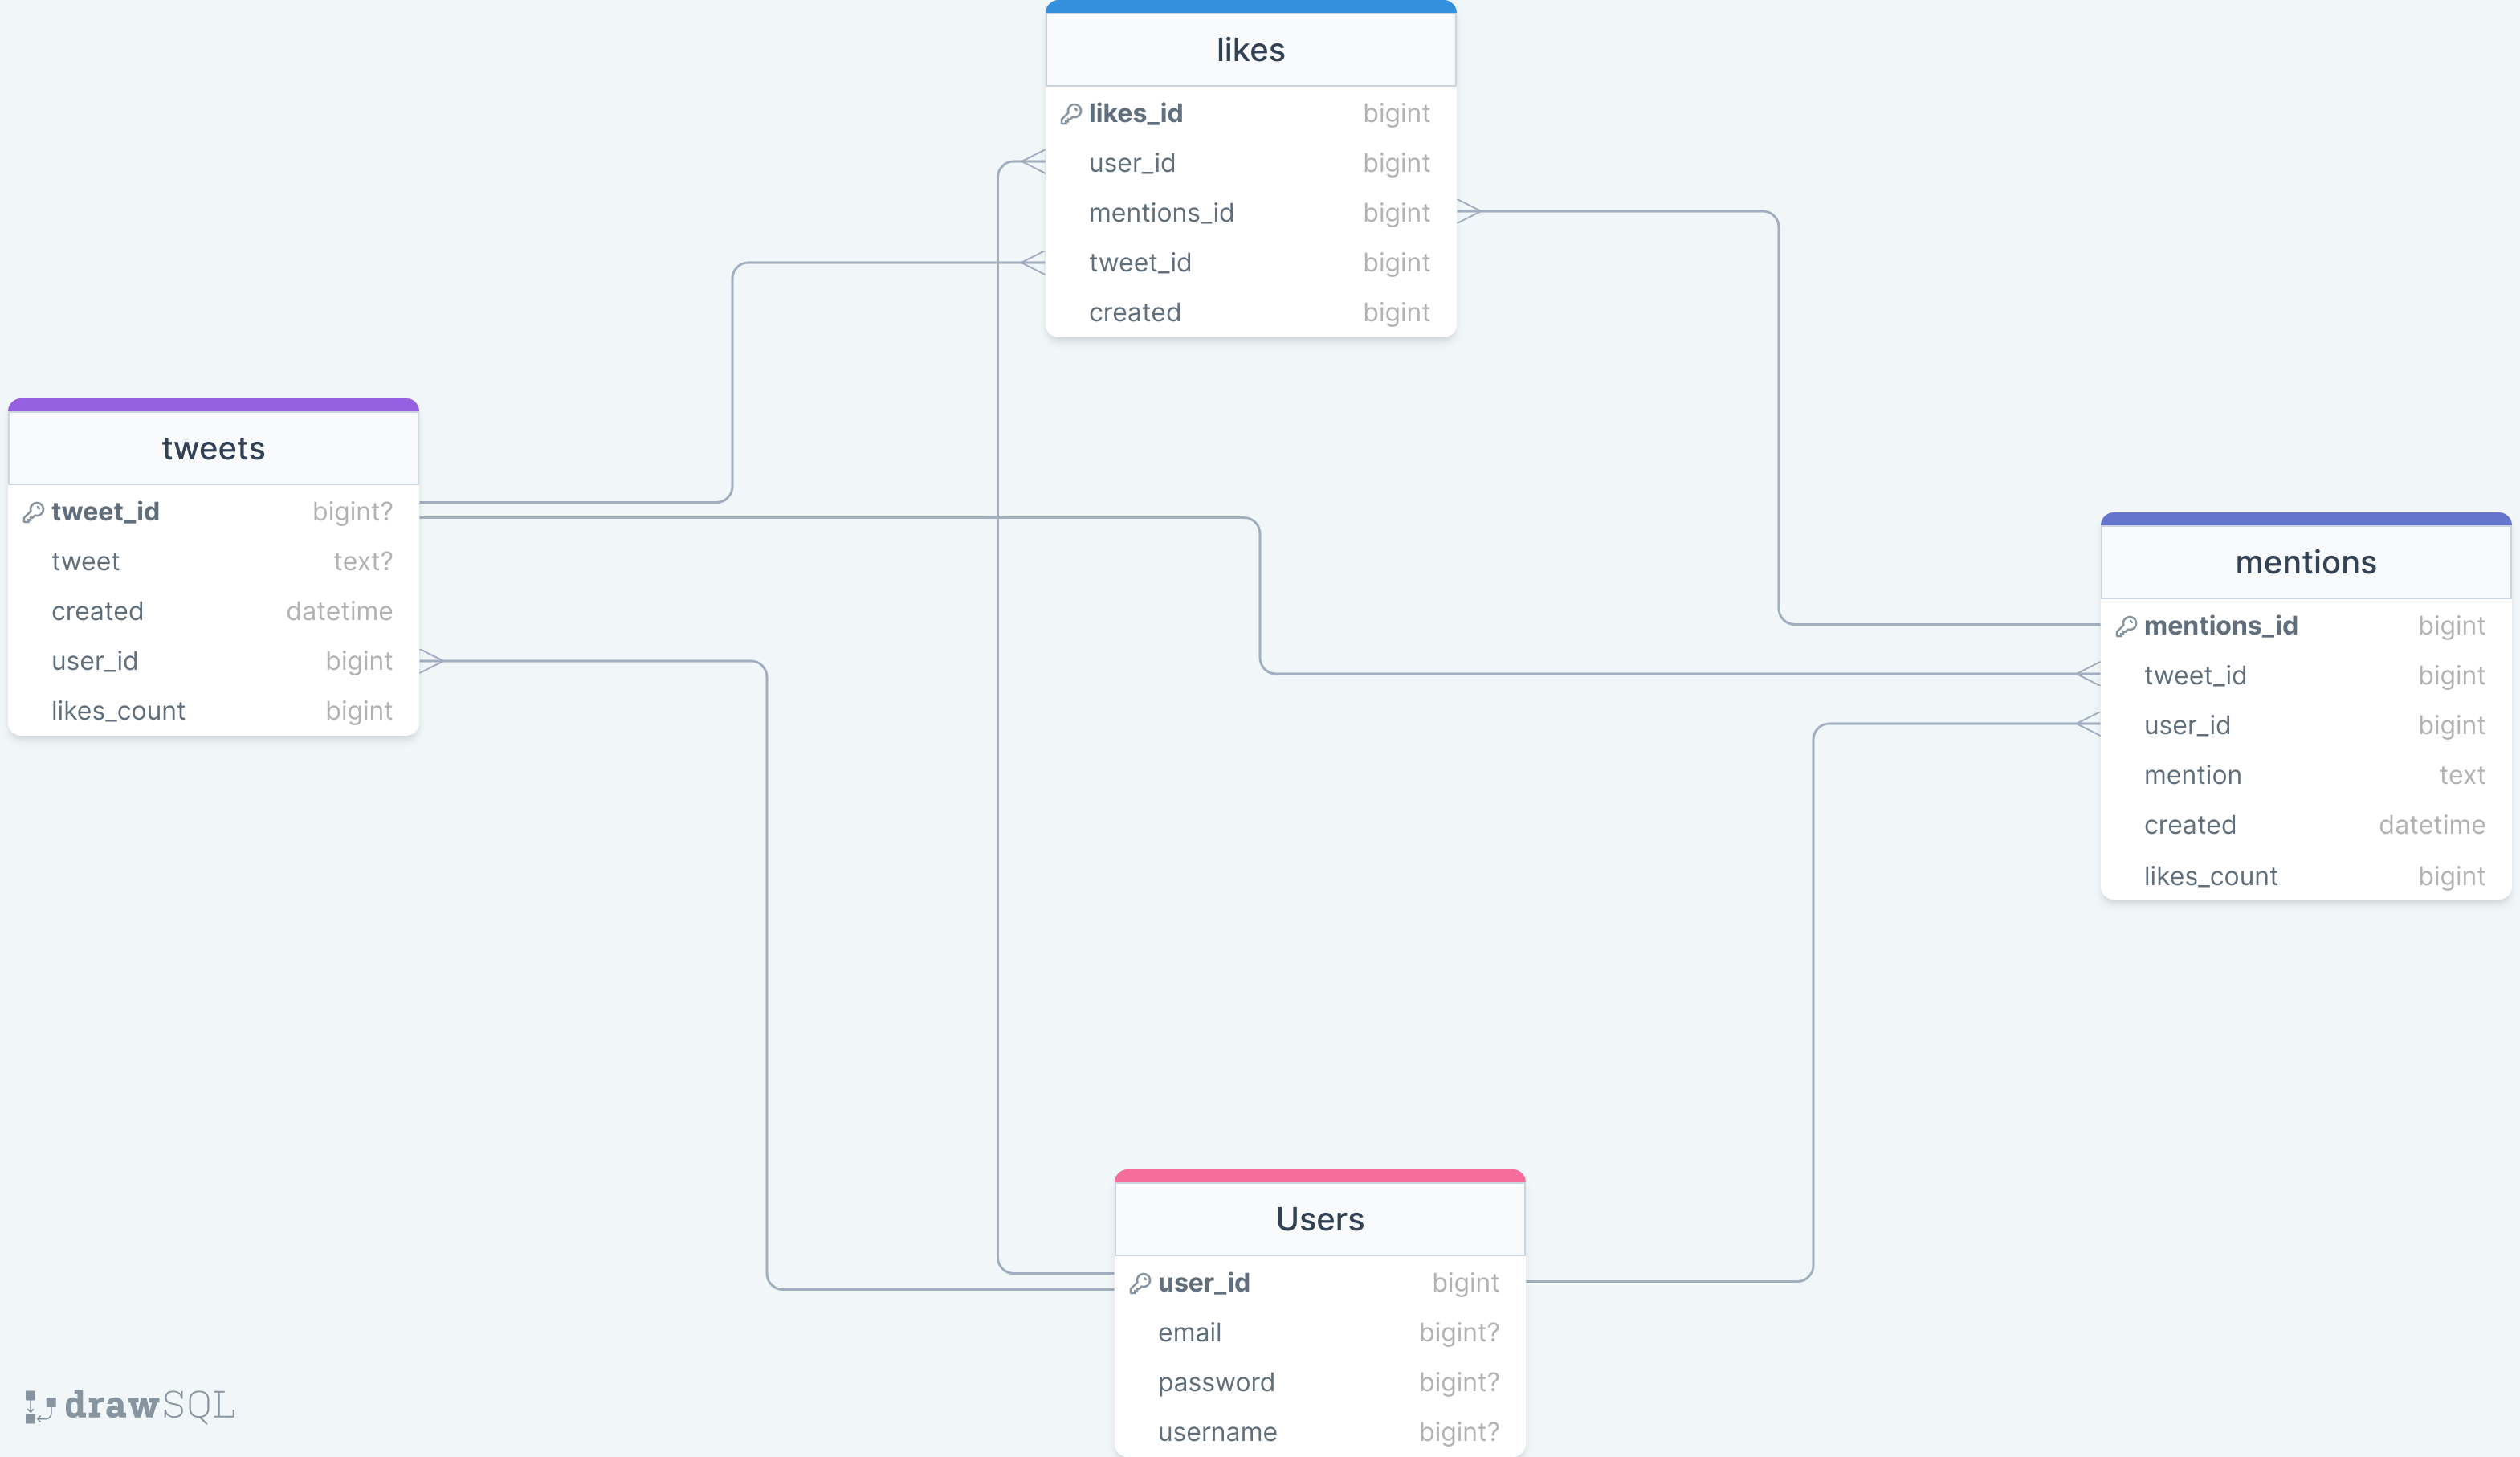 likes
likes_id bigint
user_id bigint
mentions_id bigint
tweet_id bigint
created bigint
tweets
tweet_id bigint?
tweet text?
created datetime
user_id bigint
likes_count bigint
mentions
mentions_id bigint
tweet_id bigint
user_id bigint
mention text
created datetime
likes_count bigint
Users
user_id bigint
email bigint?
password bigint?
username bigint?
drawSQL